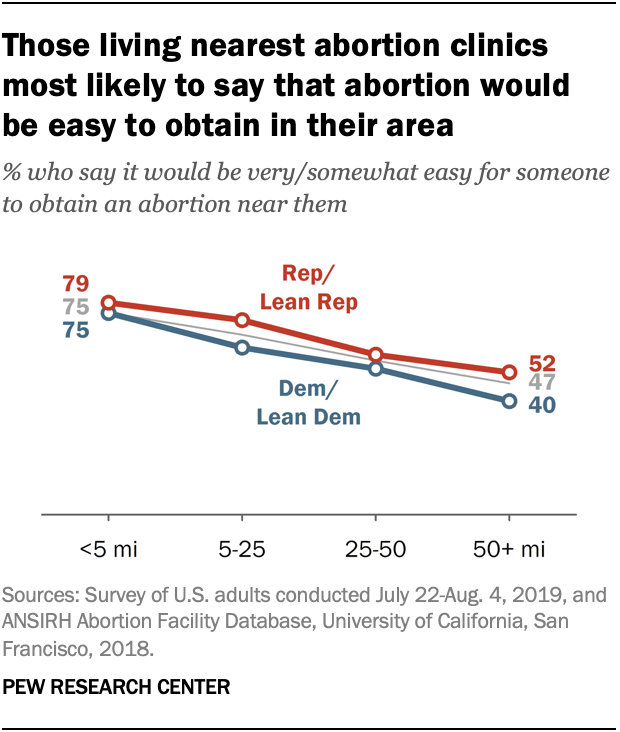 Those living nearest abortion clinics
most likely to say that abortion would
be easy to obtain in their area
% who say it would be very/somewhat easy for someone
to obtain an abortion near them
79
75
75
Rep/
Lean Rep
Dem/
Lean Dem
52
47
40
<5 mi
5-25
25-50
50+ mi
Sources: Survey of U.S. adults conducted July 22-Aug. 4, 2019, and
ANSIRH Abortion Facility Database, University of California, San
Francisco, 2018.
PEW RESEARCH CENTER